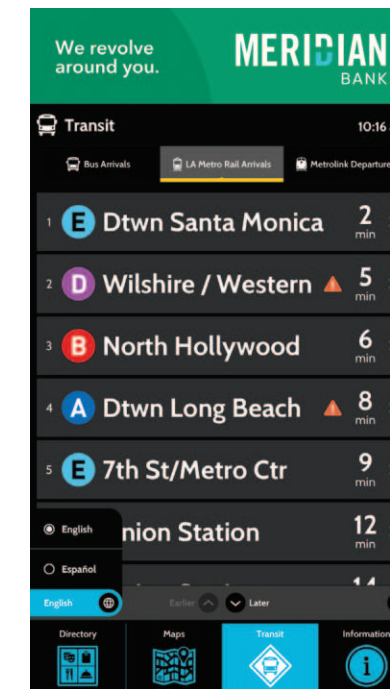 We revolve
around you.
MERIDIAN
BANK
Transit
10:16
Bus Arrivals
LA Metro Rail Arrivals
Metrolink Departure
1 E Dtwn Santa Monica 2 min
2 D Wilshire / Western 5 min
3 B North Hollywood 6 min
4 A Dtwn Long Beach 8 min
5 E 7th St/Metro Ctr 9 min
nion Station 12 min
14
English
Español
English
Earlier
Later
Directory
Maps
Transit
Information
i